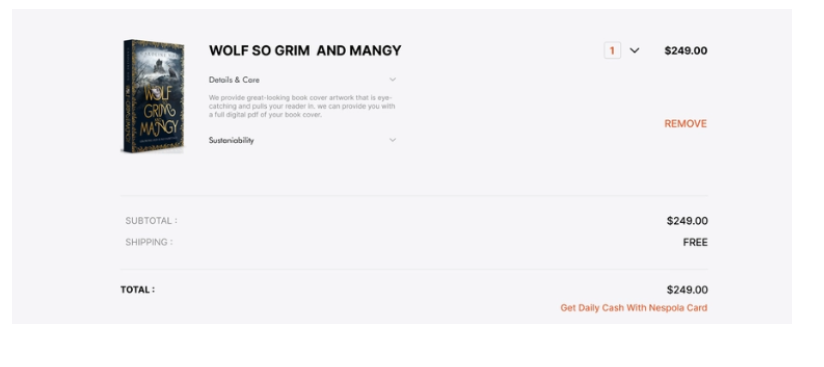 WOLF SO GRIM AND MANGY
1
$249.00
Details & Care
We provide great-looking book cover artwork that is eye-
catching and pulls your reader in. we can provide you with
a full digital pdf of your book cover.
REMOVE
Susteniability
WOLF
GRIM
AND
MANGY
SUBTOTAL :
$249.00
SHIPPING :
FREE
TOTAL :
$249.00
Get Daily Cash With Nespola Card